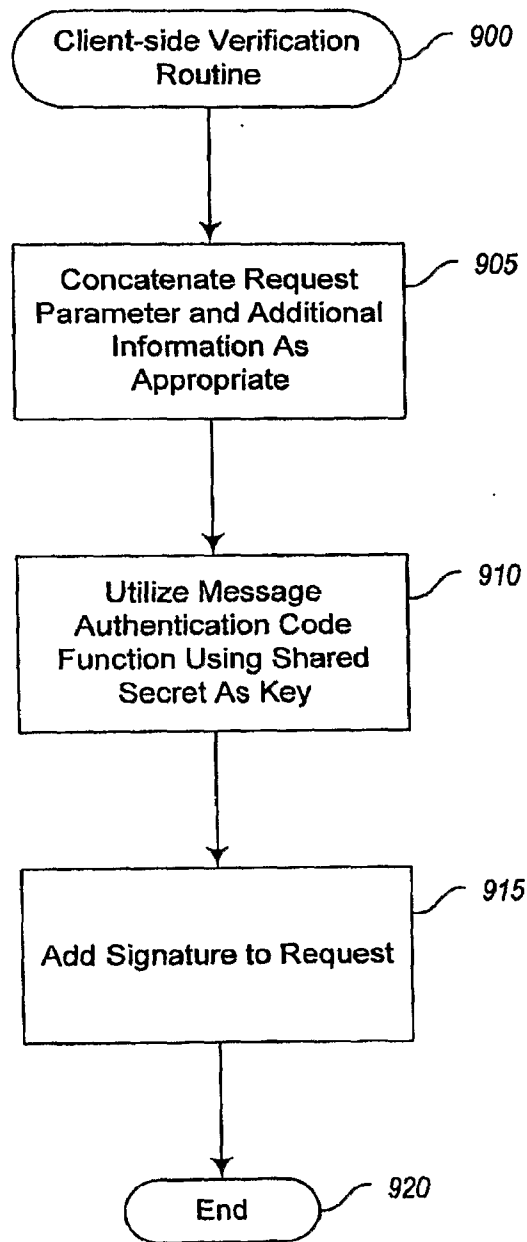 Client-side Verification
Routine
900
Concatenate Request
Parameter and Additional
Information As
Appropriate
905
Utilize Message
Authentication Code
Function Using Shared
Secret As Key
910
Add Signature to Request
915
End
920